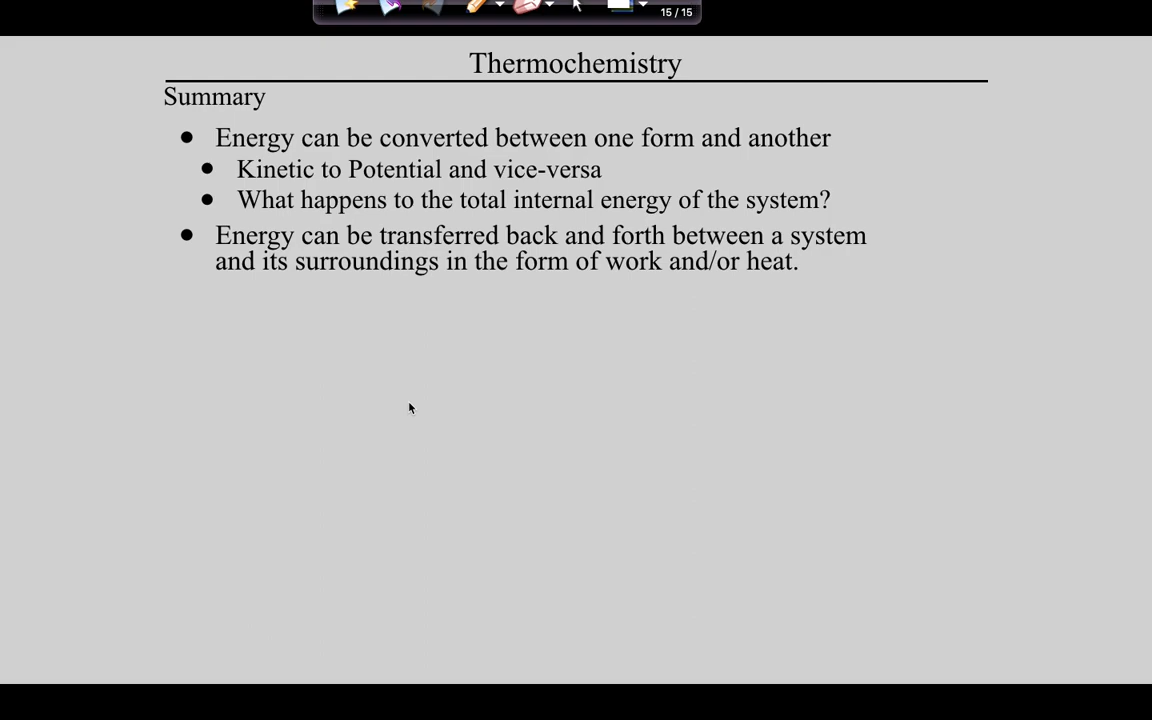 15 / 15
Thermochemistry
Summary
● Energy can be converted between one form and another
● Kinetic to Potential and vice-versa
● What happens to the total internal energy of the system?
● Energy can be transferred back and forth between a system
and its surroundings in the form of work and/or heat.